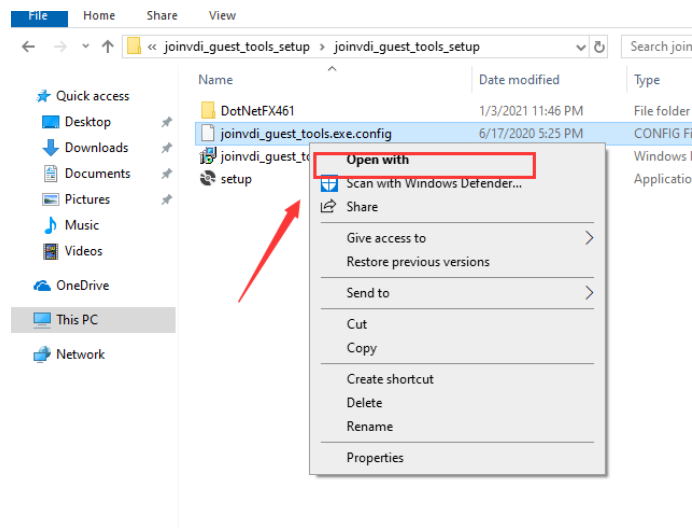 File Home Share View
« joinvdi_guest_tools_setup › joinvdi_guest_tools_setup Search join
Name Date modified Type
Quick access
Desktop
Downloads
Documents
Pictures
Music
Videos
OneDrive
This PC
Network
DotNetFX461 1/3/2021 11:46 PM File folder
joinvdi_guest_tools.exe.config 6/17/2020 5:25 PM CONFIG Fi
joinvdi_guest_to Windows I
setup Applicatio
Open with
Scan with Windows Defender...
Share
Give access to
Restore previous versions
Send to
Cut
Copy
Create shortcut
Delete
Rename
Properties